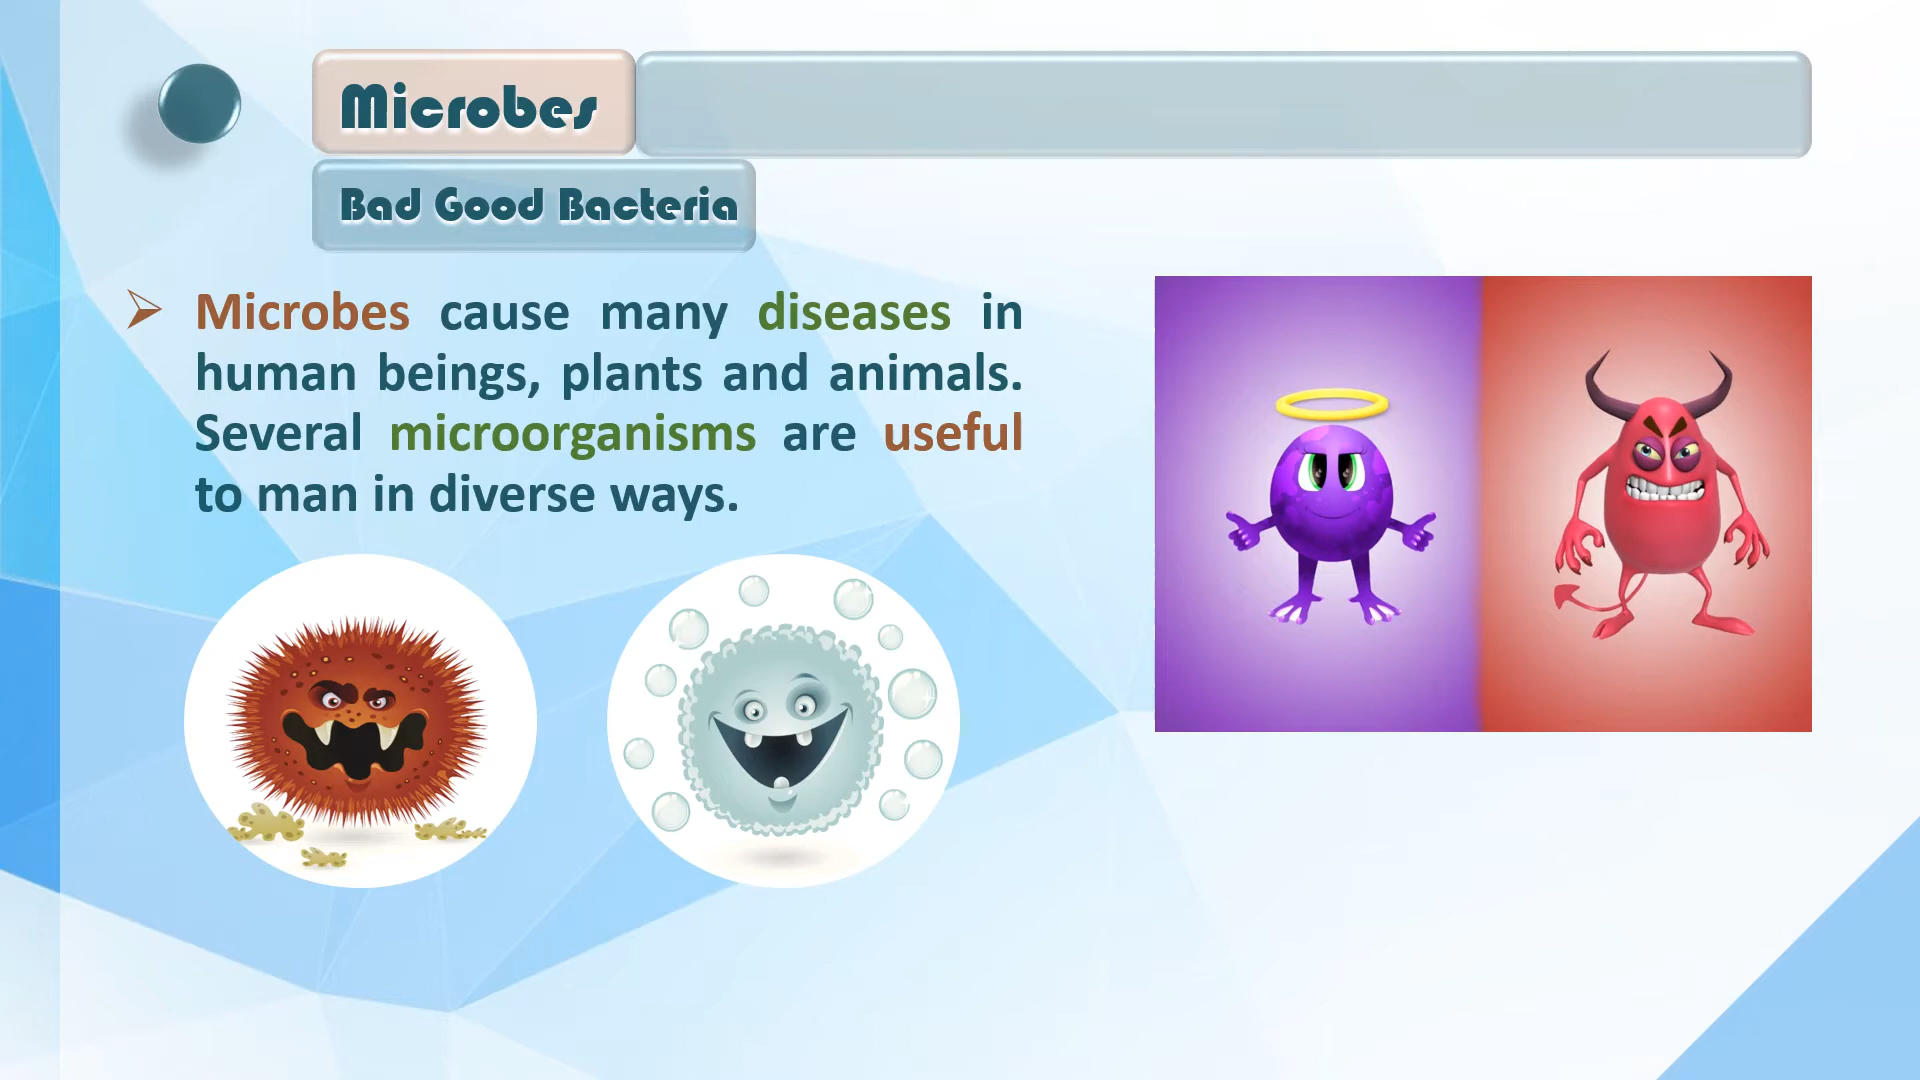 Microbes
Bad Good Bacteria
Microbes cause many diseases in
human beings, plants and animals.
Several microorganisms are useful
to man in diverse ways.